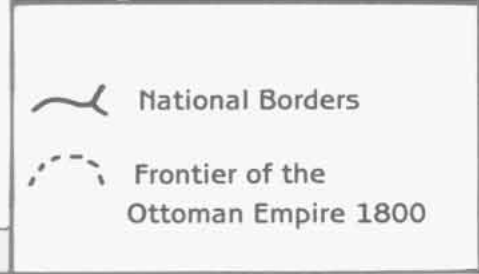 National Borders
Frontier of the
Ottoman Empire 1800